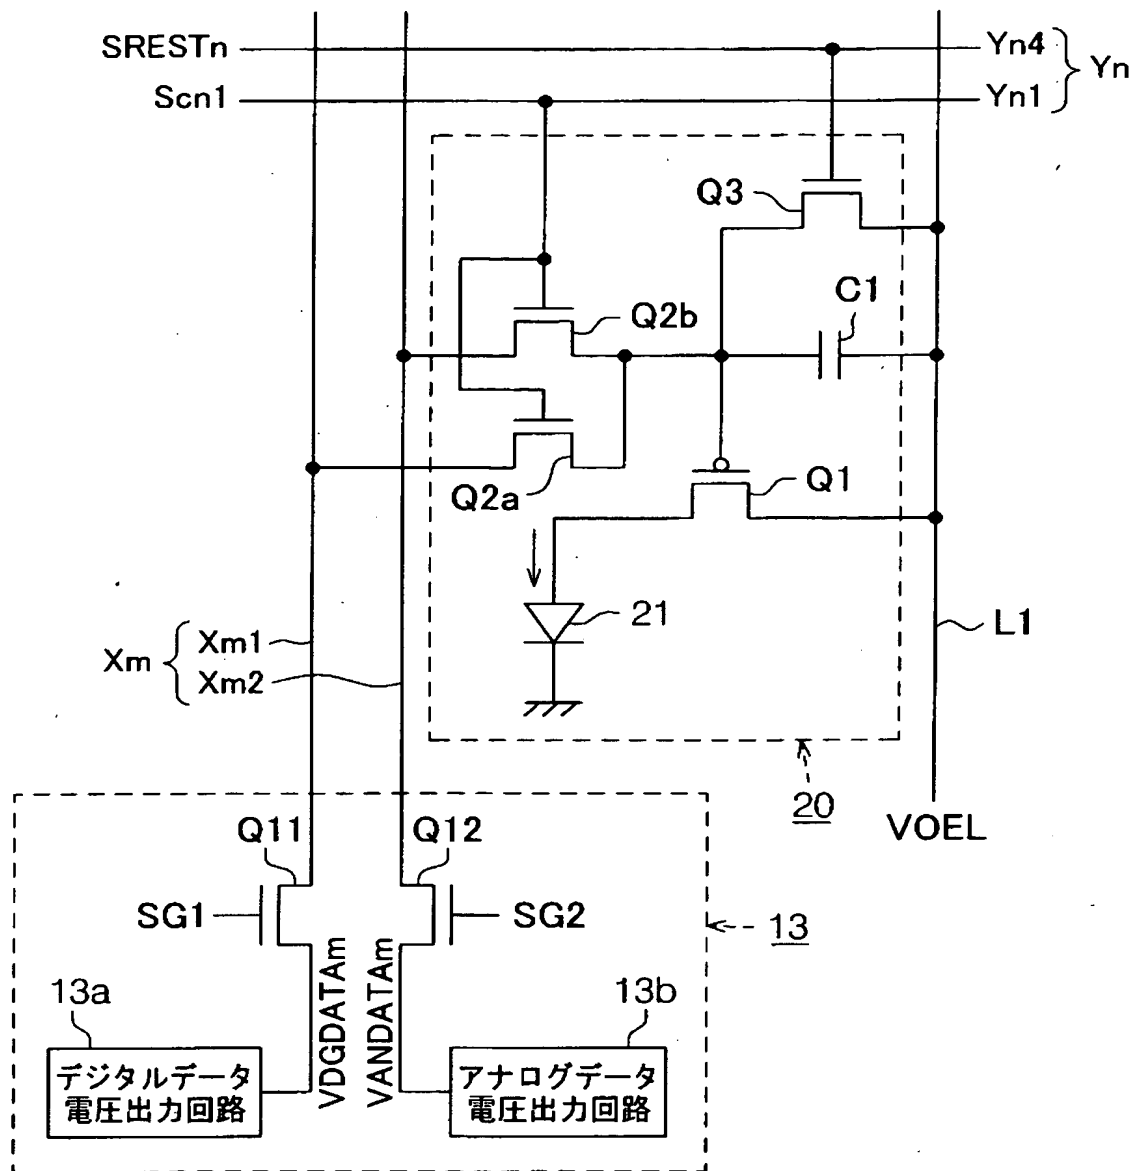 SRESTn
Yn4
Yn
Scn1
Yn1
Q3
C1
Q2b
Q2a
Q1
21
L1
Xm
Xm1
Xm2
20
VOEL
Q11
Q12
SG1
SG2
13
VDGDATAm
VANDATAm
13a
13b
デジタルデータ
電圧出力回路
アナログデータ
電圧出力回路